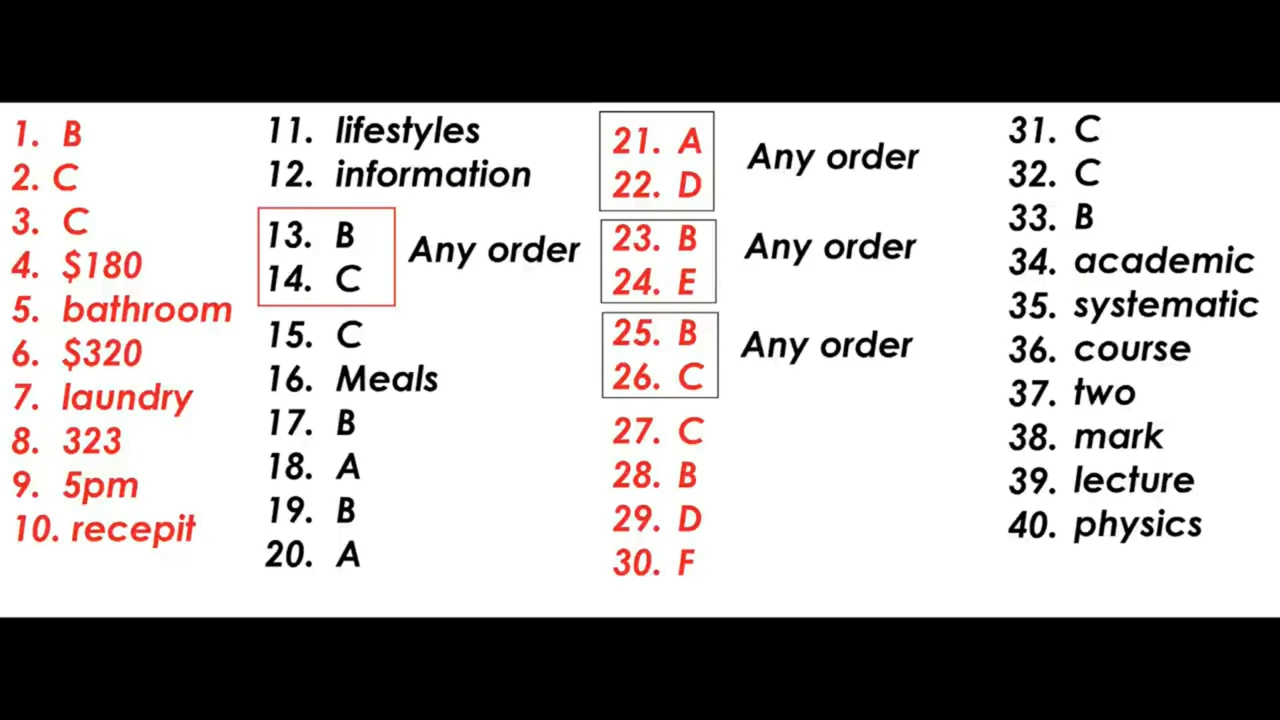 1. B
2. C
3. C
4. $180
5. bathroom
6. $320
7. laundry
8. 323
9. 5pm
10. recepit
11. lifestyles
12. information
13. B
14. C
Any order
15. C
16. Meals
17. B
18. A
19. B
20. A
21. A
22. D
Any order
23. B
24. E
Any order
25. B
26. C
Any order
27. C
28. B
29. D
30. F
31. C
32. C
33. B
34. academic
35. systematic
36. course
37. two
38. mark
39. lecture
40. physics